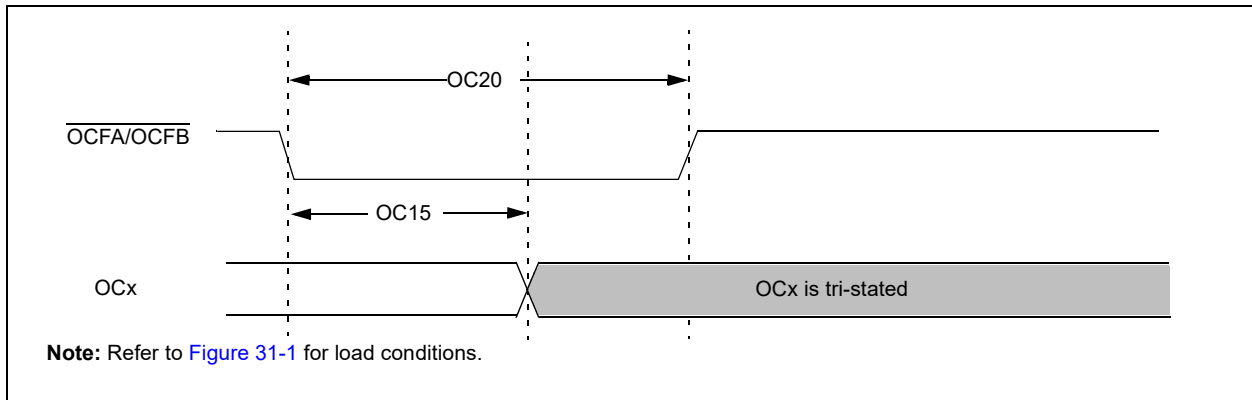 OC20
OCFA/OCFB
OC15
OCx
OCx is tri-stated
Note: Refer to Figure 31-1 for load conditions.